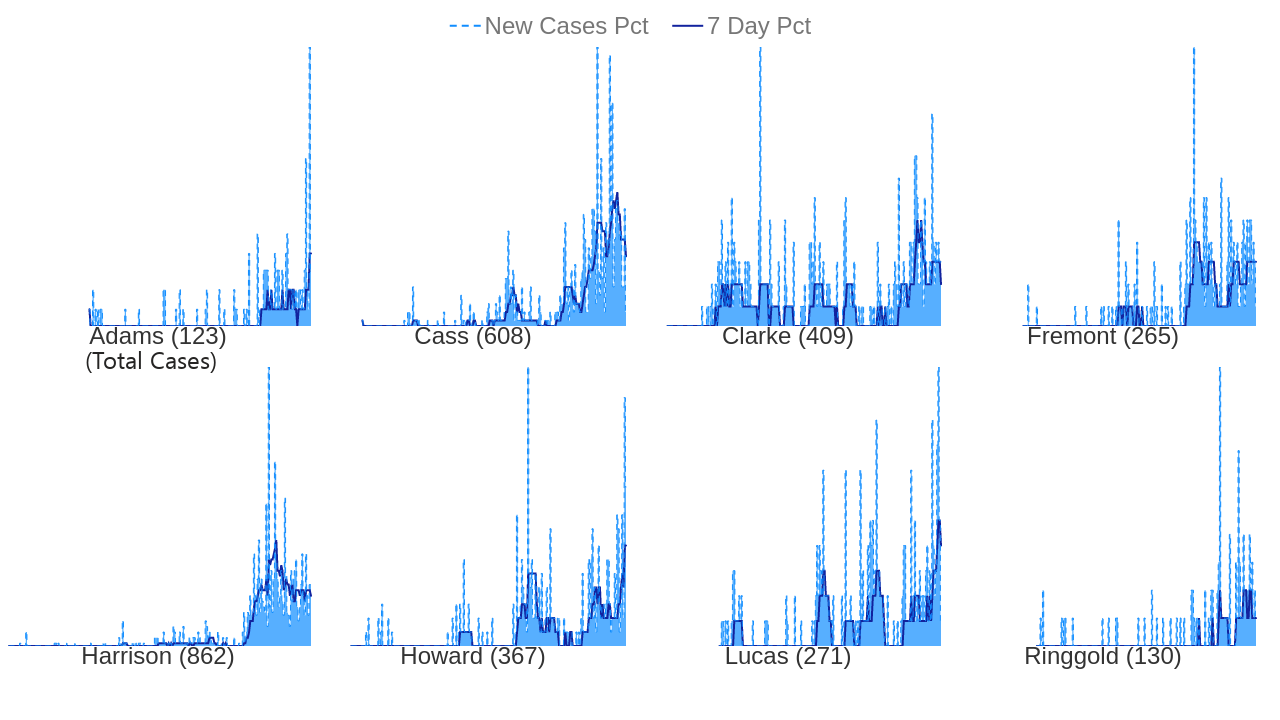 New Cases Pct 7 Day Pct
Adams (123) Cass (608) Clarke (409) Fremont (265)
(Total Cases)
Harrison (862) Howard (367) Lucas (271) Ringgold (130)